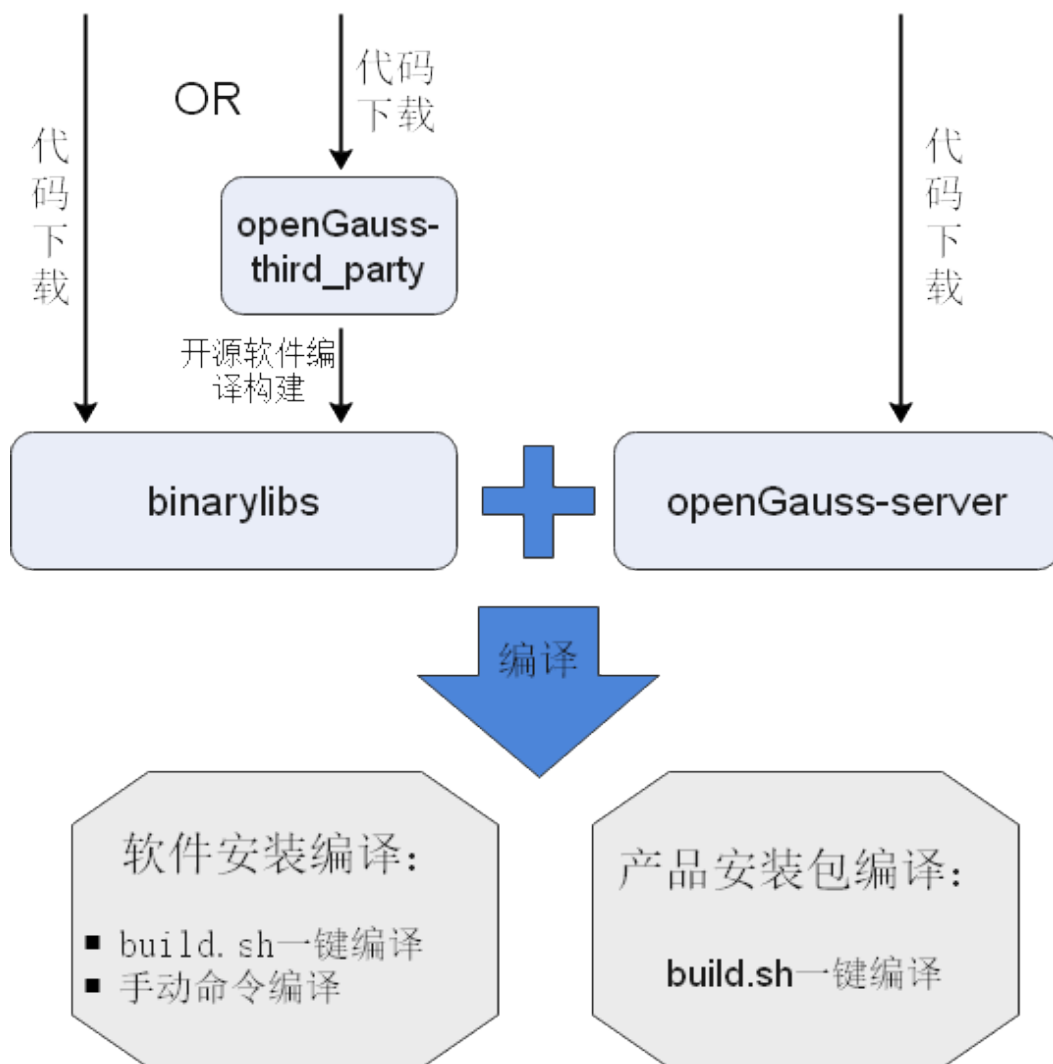 OR
代码
下载
代码下载
代码下载
openGauss-
third_party
开源软件编
译构建
binarylibs
openGauss-server
编译
软件安装编译：
■ build.sh一键编译
■ 手动命令编译
产品安装包编译：
build.sh一键编译